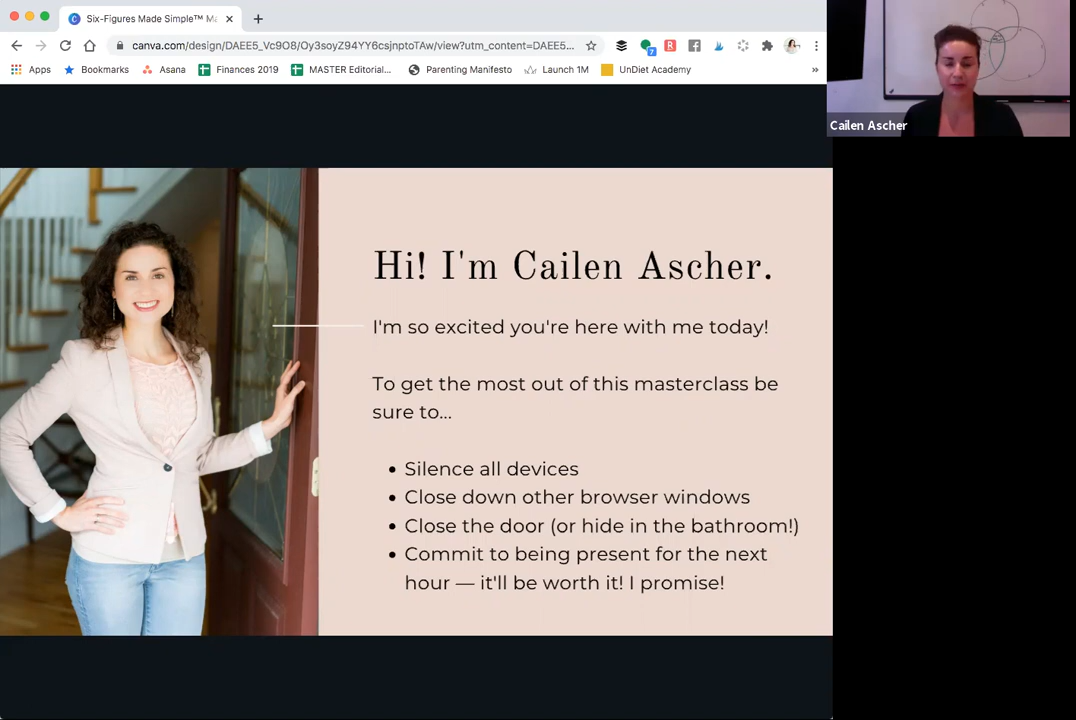 Six-Figures Made Simple™ Ma
canva.com/design/DAEE5_Vc9O8/Oy3soyZ94YY6csjnptoTAw/view?utm_content=DAEE5...
Apps Bookmarks Asana Finances 2019 MASTER Editorial... Parenting Manifesto Launch 1M UnDiet Academy »
Cailen Ascher
Hi! I'm Cailen Ascher.
I'm so excited you're here with me today!
To get the most out of this masterclass be
sure to...
• Silence all devices
• Close down other browser windows
• Close the door (or hide in the bathroom!)
• Commit to being present for the next
hour — it'll be worth it! I promise!